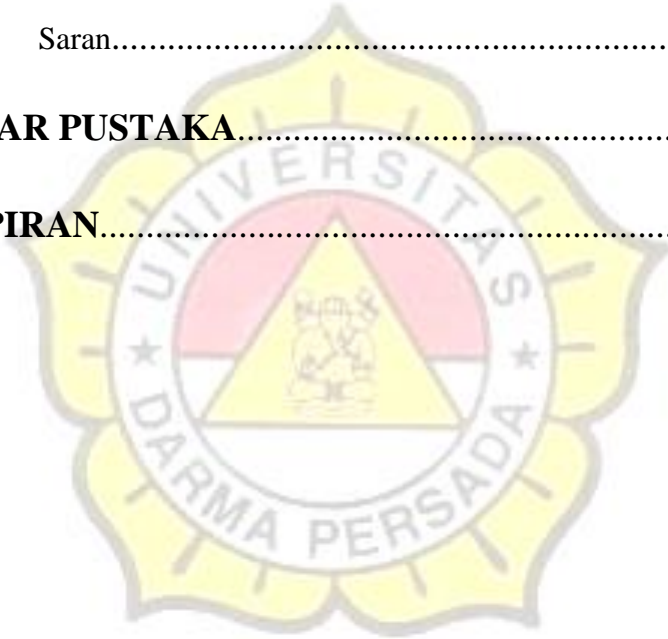 Saran......................................................................
AR PUSTAKA......................................................
PIRAN......................................................................
UNIVERSITAS
★ DARMA PERSADA ★